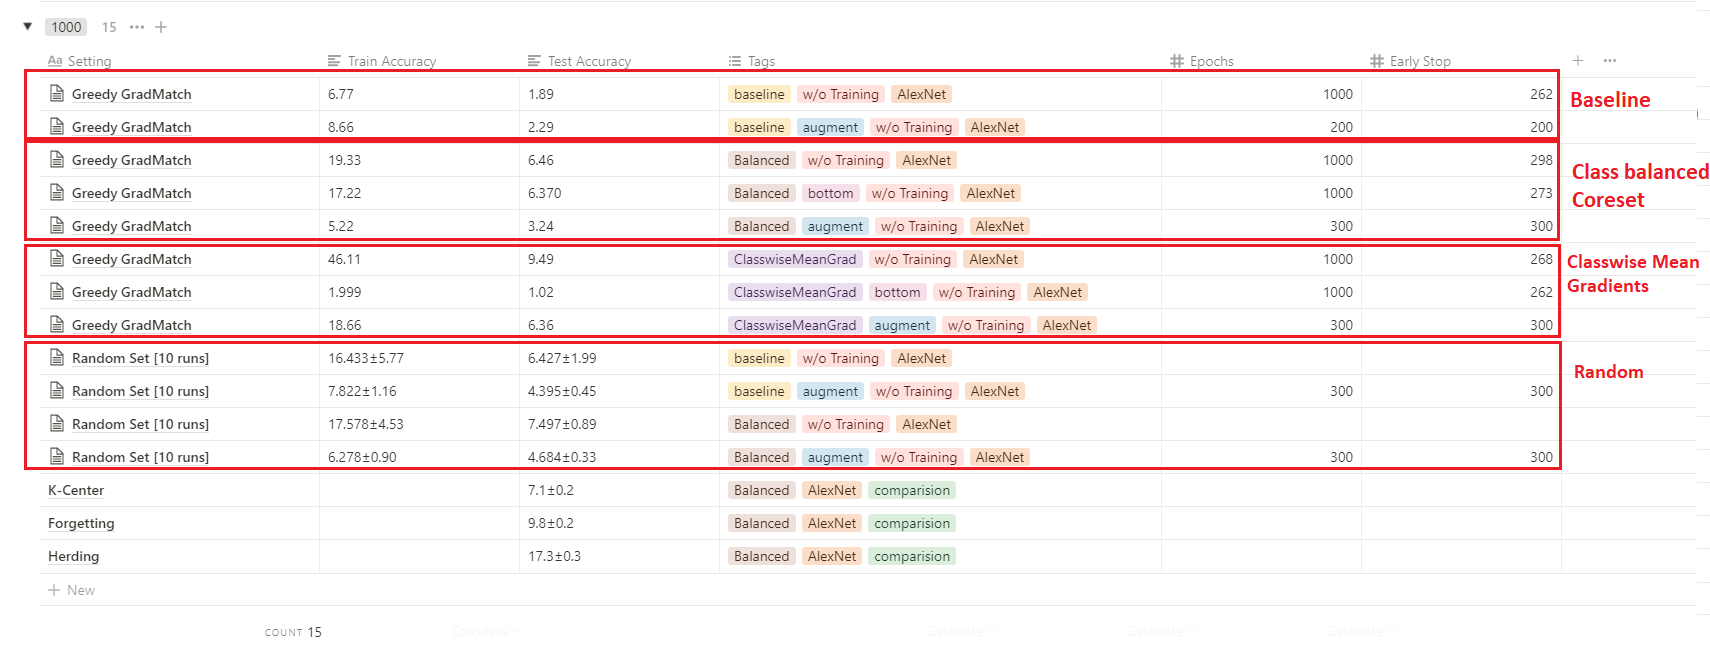 1000 15
Aa Setting Train Accuracy Test Accuracy Tags Epochs Early Stop
Greedy GradMatch 6.77 1.89 baseline w/o Training AlexNet 1000 262
Baseline
Greedy GradMatch 8.66 2.29 baseline augment w/o Training AlexNet 200 200
Greedy GradMatch 19.33 6.46 Balanced w/o Training AlexNet 1000 298
Class balanced
Coreset
Greedy GradMatch 17.22 6.370 Balanced bottom w/o Training AlexNet 1000 273
Greedy GradMatch 5.22 3.24 Balanced augment w/o Training AlexNet 300 300
Greedy GradMatch 46.11 9.49 ClasswiseMeanGrad w/o Training AlexNet 1000 268
Classwise Mean
Gradients
Greedy GradMatch 1.999 1.02 ClasswiseMeanGrad bottom w/o Training AlexNet 1000 262
Greedy GradMatch 18.66 6.36 ClasswiseMeanGrad augment w/o Training AlexNet 300 300
Random Set [10 runs] 16.433±5.77 6.427±1.99 baseline w/o Training AlexNet
Random
Random Set [10 runs] 7.822±1.16 4.395±0.45 baseline augment w/o Training AlexNet 300 300
Random Set [10 runs] 17.578±4.53 7.497±0.89 Balanced w/o Training AlexNet
Random Set [10 runs] 6.278±0.90 4.684±0.33 Balanced augment w/o Training AlexNet 300 300
K-Center 7.1±0.2 Balanced AlexNet comparision
Forgetting 9.8±0.2 Balanced AlexNet comparision
Herding 17.3±0.3 Balanced AlexNet comparision
New
COUNT 15 Calculate Calculate Calculate Calculate